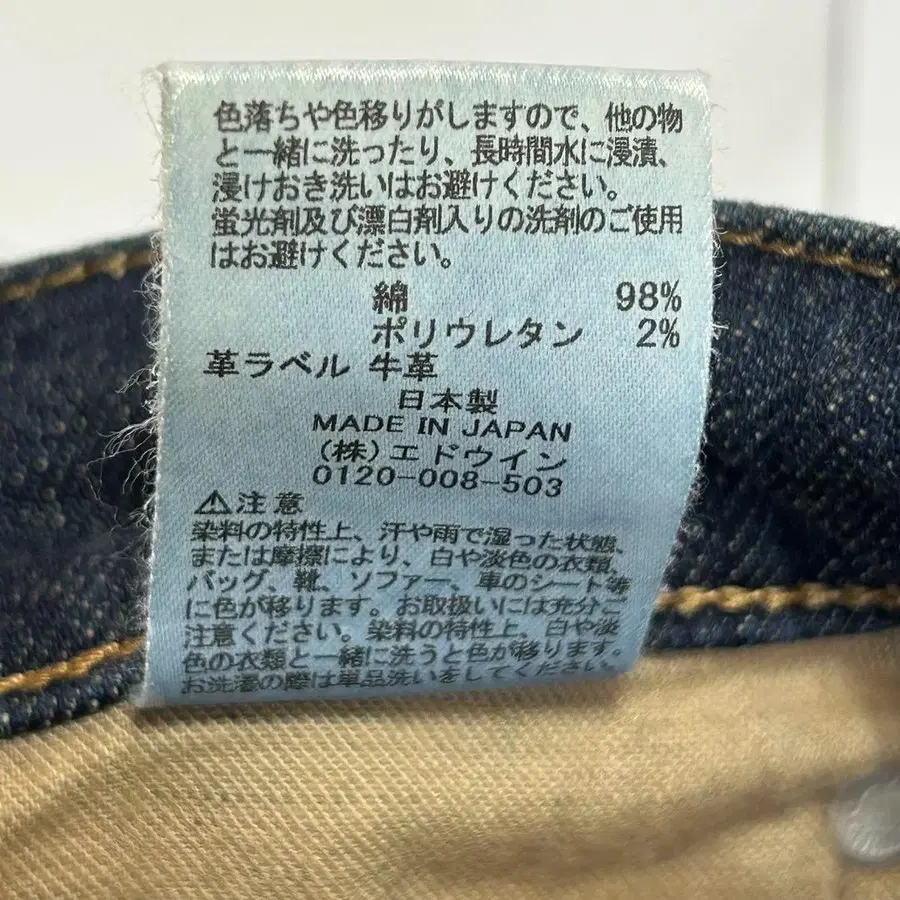 色落ちや色移りがしますので、他の物
と一緒に洗ったり、長時間水に浸漬、
浸けおき洗いはお避けください。
蛍光剤及び漂白剤入りの洗剤のご使用
はお避けください。
綿 98%
ポリウレタン 2%
革ラベル 牛革
日本製
MADE IN JAPAN
(株)エドウイン
0120-008-503
⚠注意
染料の特性上、汗や雨で湿った状態、
または摩擦により、白や淡色の衣類、
バッグ、靴、ソファー、車のシート等
に色が移ります。お取扱いには充分ご
注意ください。染料の特性上、白や淡
色の衣類と一緒に洗うと色が移ります。
お洗濯の際は単品洗いをしてください。